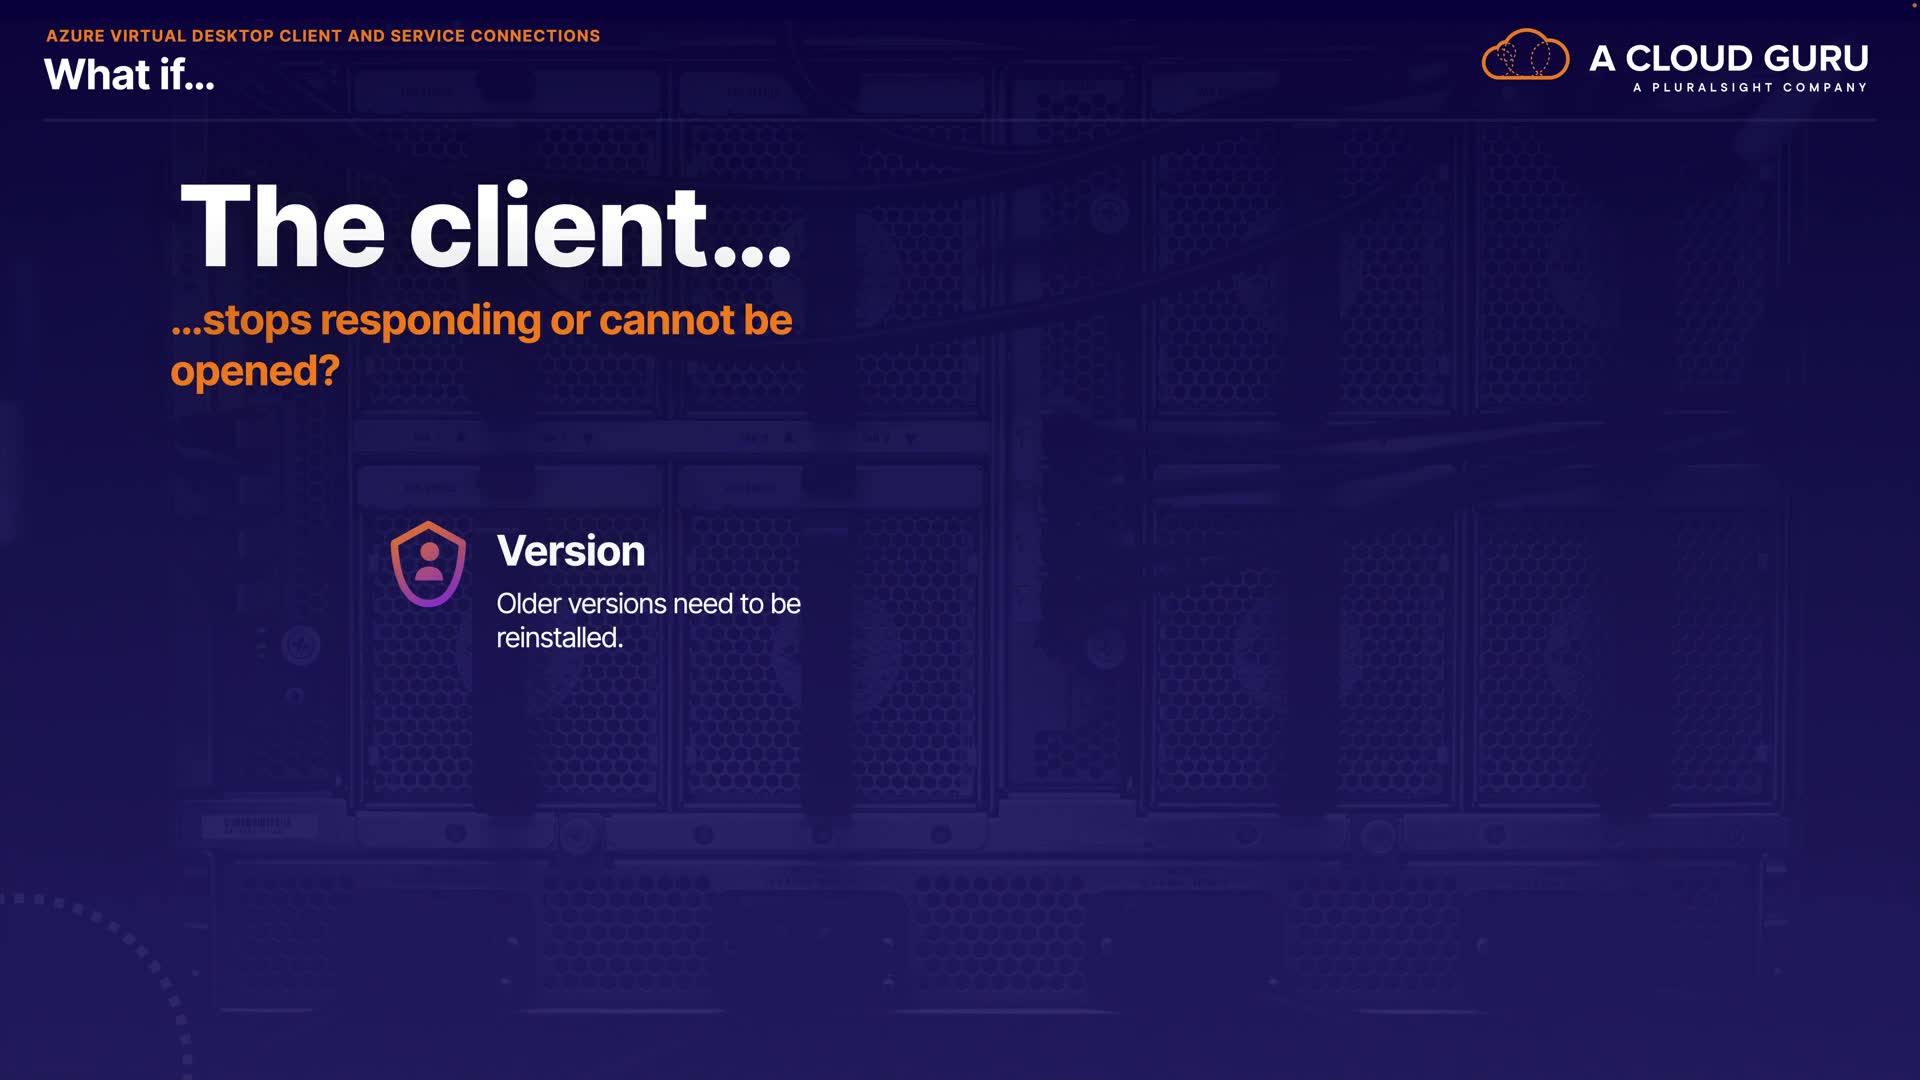 AZURE VIRTUAL DESKTOP CLIENT AND SERVICE CONNECTIONS
What if...
A CLOUD GURU
A PLURALSIGHT COMPANY
The client...
...stops responding or cannot be
opened?
Version
Older versions need to be
reinstalled.